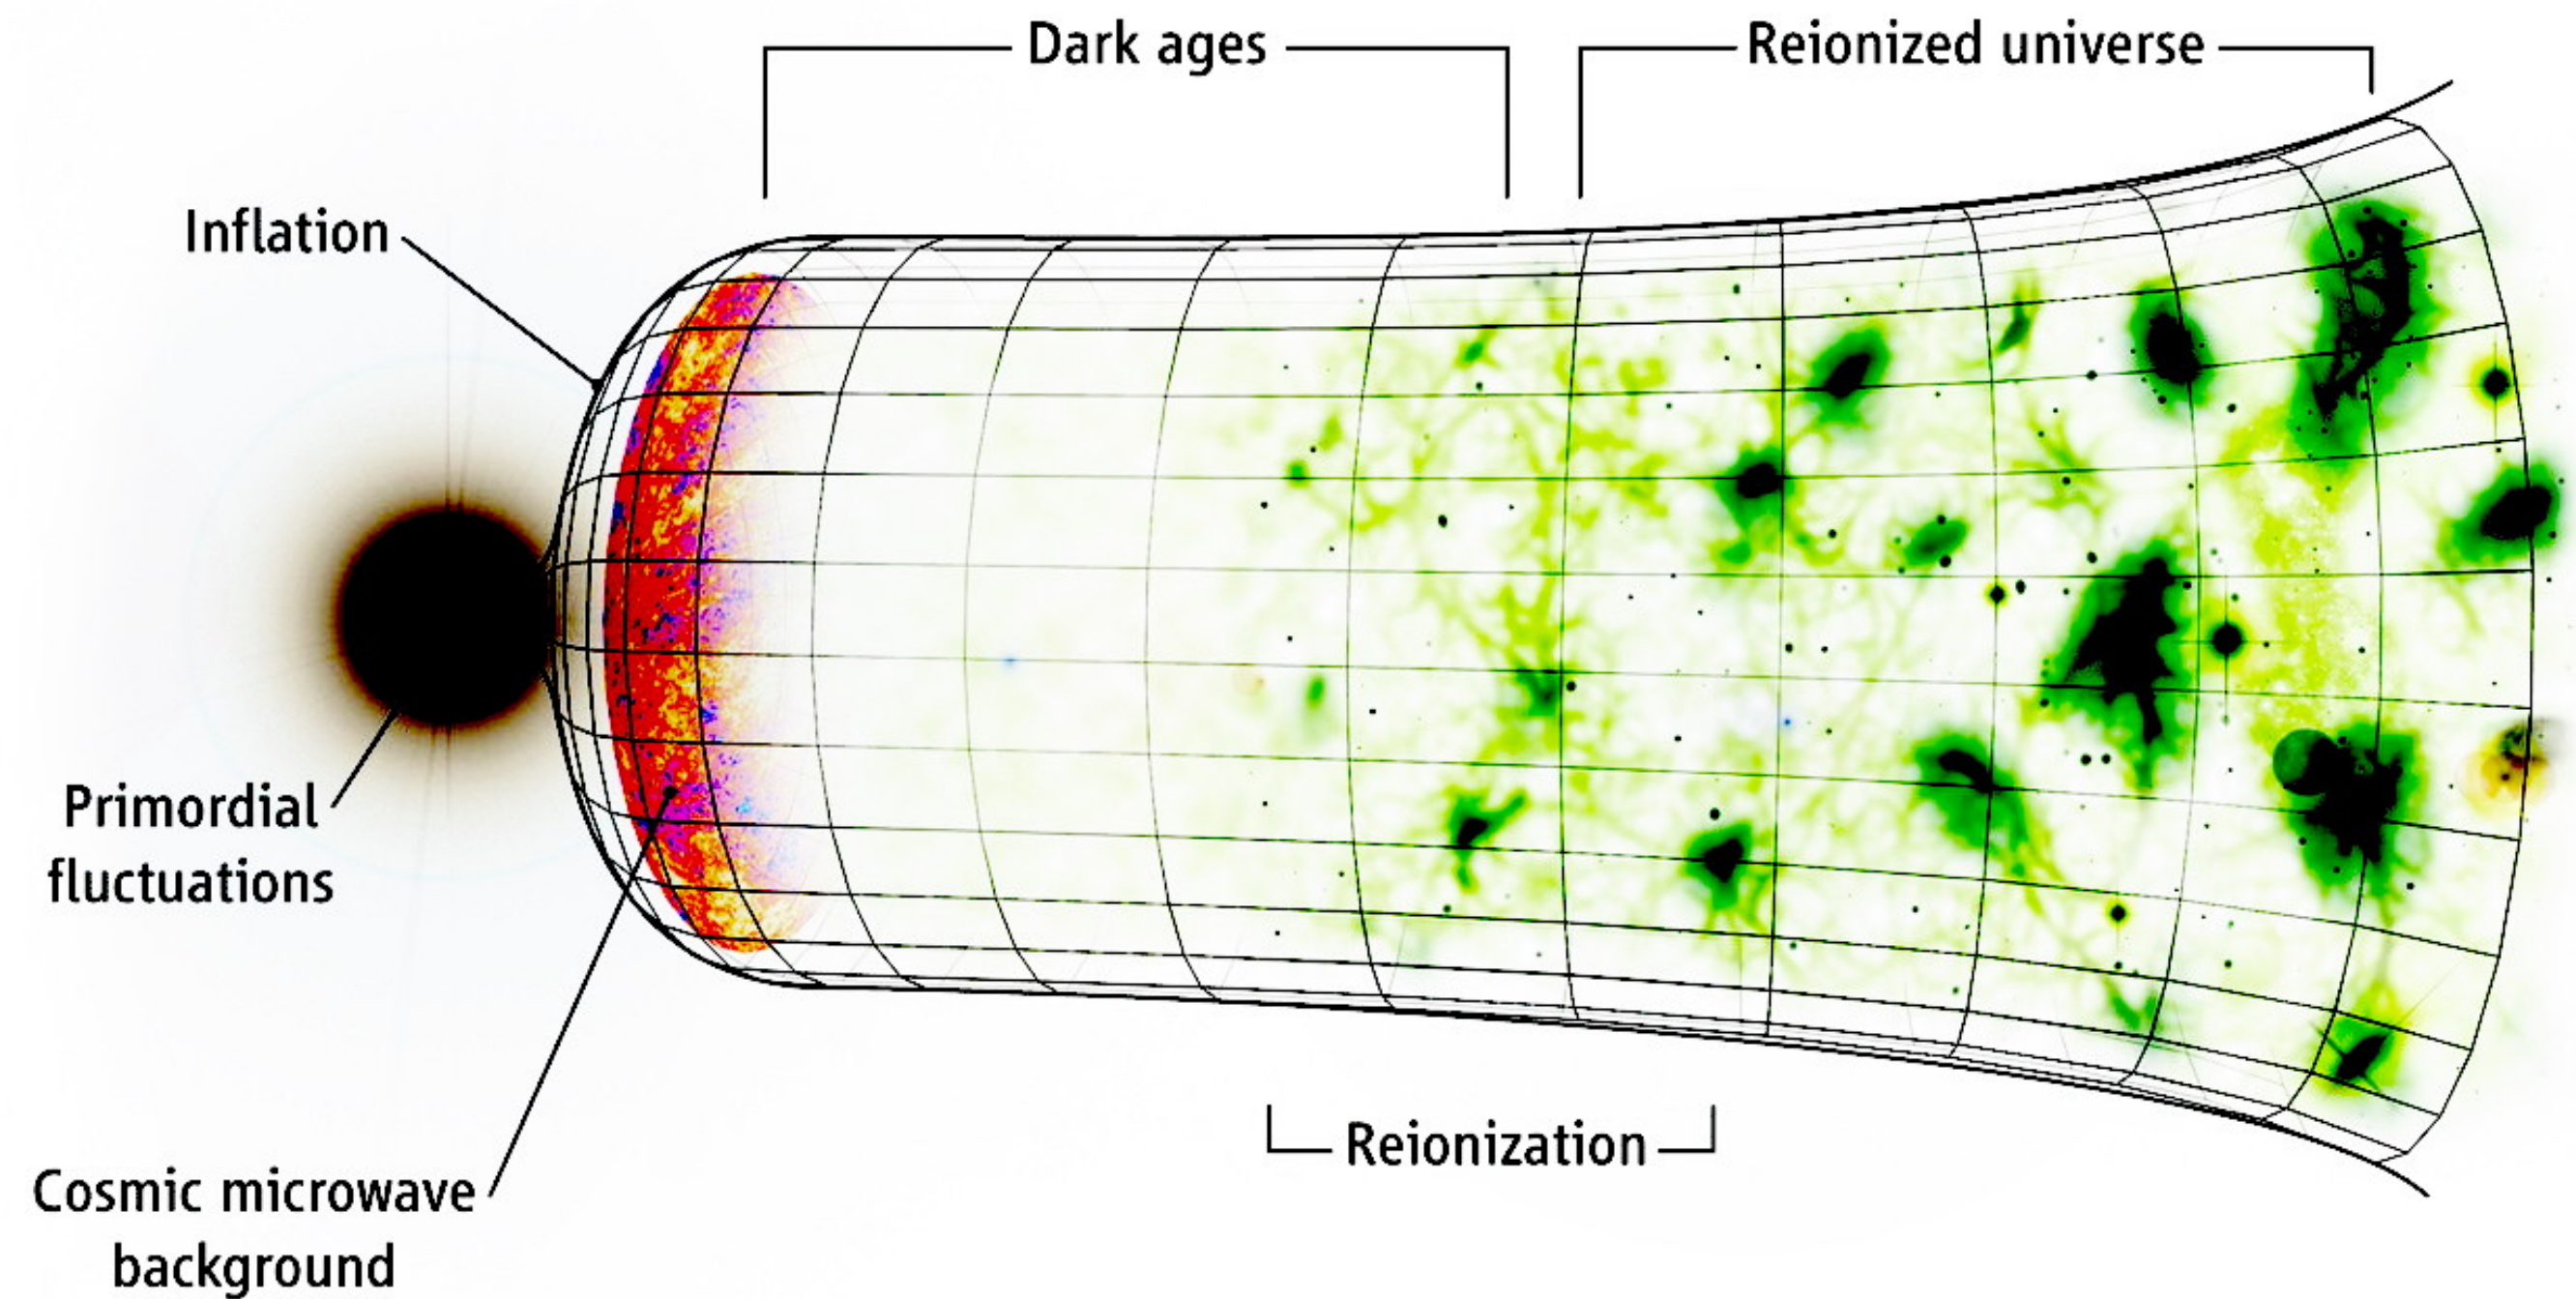 Dark ages
Reionized universe
Inflation
Primordial
fluctuations
Reionization
Cosmic microwave
background